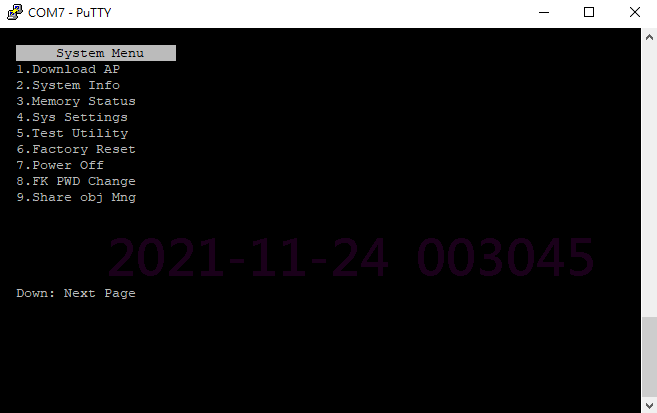 COM7 - PuTTY
System Menu
1.Download AP
2.System Info
3.Memory Status
4.Sys Settings
5.Test Utility
6.Factory Reset
7.Power Off
8.FK PWD Change
9.Share obj Mng
2021-11-24 003045
Down: Next Page